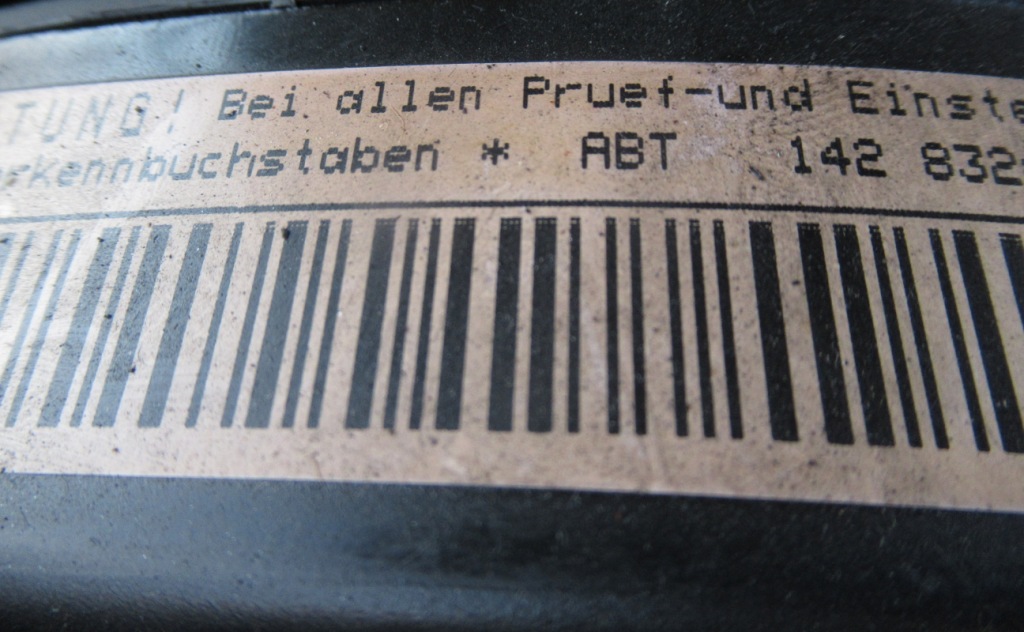 TUNG! Bei allen Pruef-und Einste
rkennbuchstaben * ABT 142 832